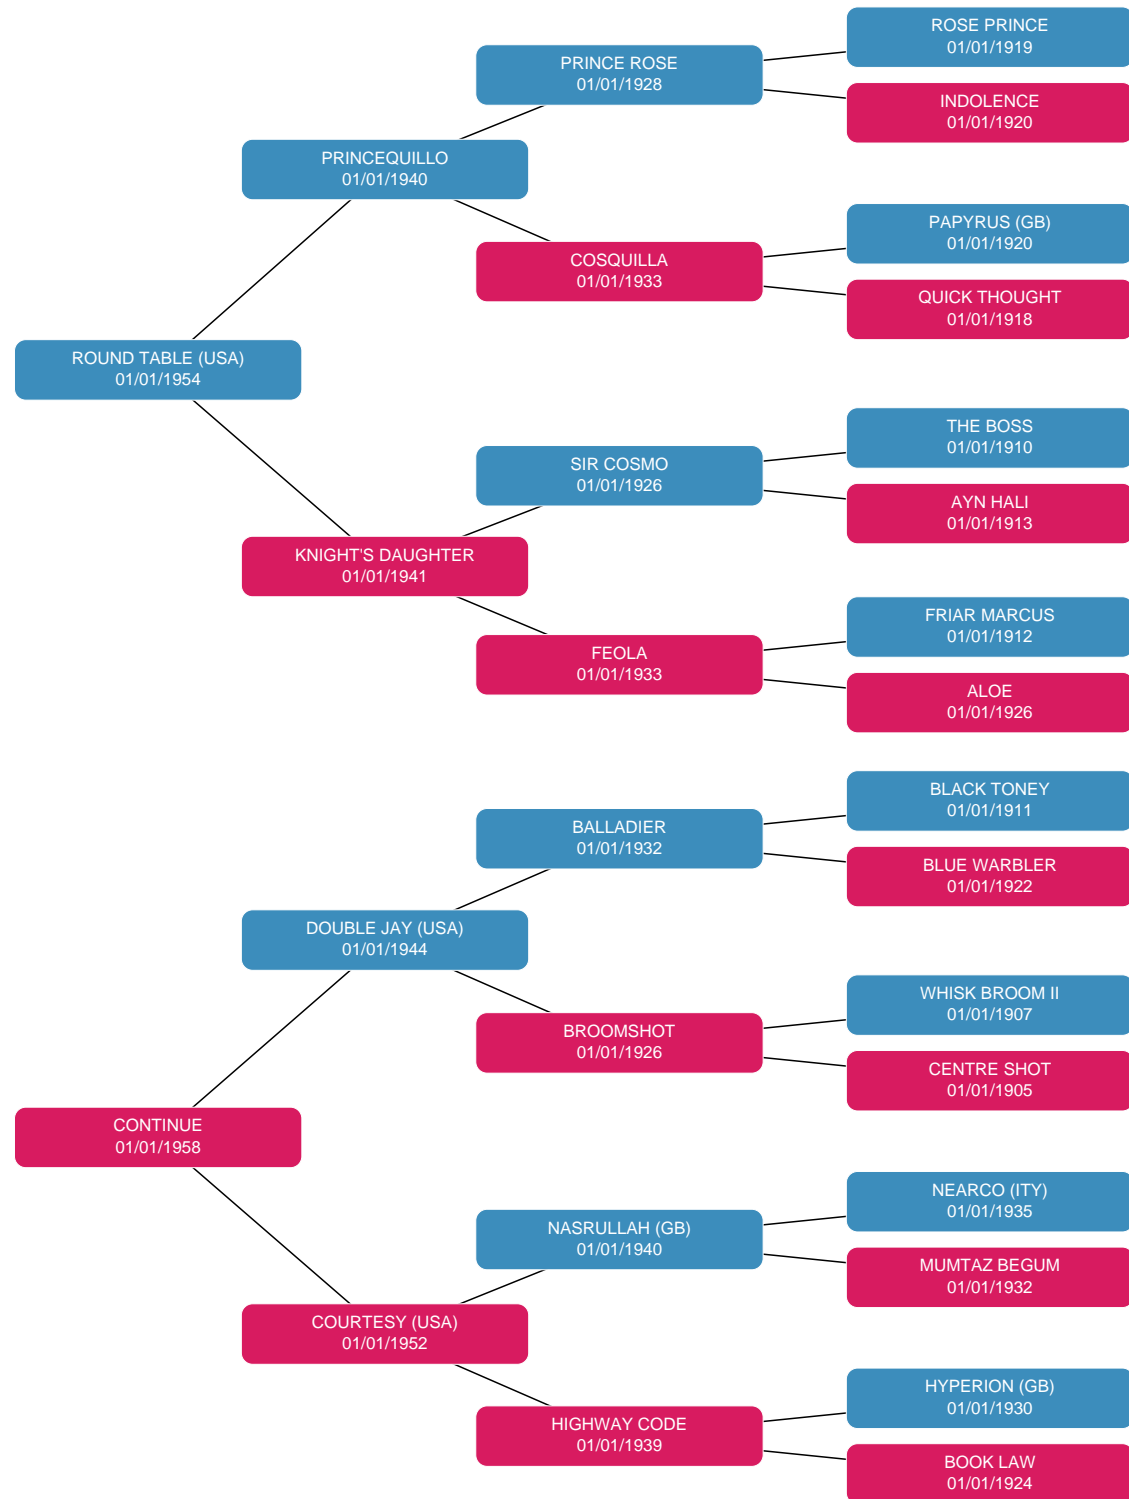 ROSE PRINCE
01/01/1919
PRINCE ROSE
01/01/1928
INDOLENCE
01/01/1920
PRINCEQUILLO
01/01/1940
PAPYRUS (GB)
01/01/1920
COSQUILLA
01/01/1933
QUICK THOUGHT
01/01/1918
ROUND TABLE (USA)
01/01/1954
THE BOSS
01/01/1910
SIR COSMO
01/01/1926
AYN HALI
01/01/1913
KNIGHT'S DAUGHTER
01/01/1941
FRIAR MARCUS
01/01/1912
FEOLA
01/01/1933
ALOE
01/01/1926
BLACK TONEY
01/01/1911
BALLADIER
01/01/1932
BLUE WARBLER
01/01/1922
DOUBLE JAY (USA)
01/01/1944
WHISK BROOM II
01/01/1907
BROOMSHOT
01/01/1926
CENTRE SHOT
01/01/1905
CONTINUE
01/01/1958
NEARCO (ITY)
01/01/1935
NASRULLAH (GB)
01/01/1940
MUMTAZ BEGUM
01/01/1932
COURTESY (USA)
01/01/1952
HYPERION (GB)
01/01/1930
HIGHWAY CODE
01/01/1939
BOOK LAW
01/01/1924